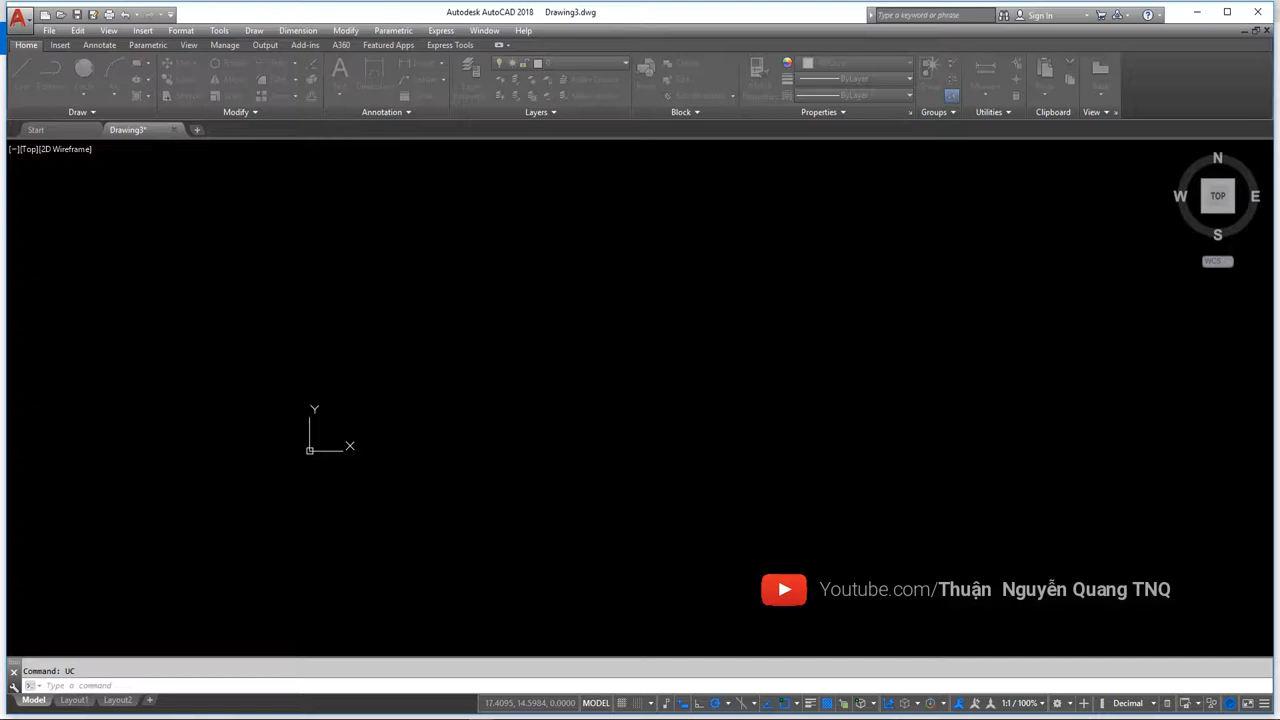 Autodesk AutoCAD 2018 Drawing3.dwg
Type a keyword or phrase
Sign In
File Edit View Insert Format Tools Draw Dimension Modify Parametric Express Window Help
Home Insert Annotate Parametric View Manage Output Add-ins A360 Featured Apps Express Tools
0
ByLayer
ByLayer
Draw Modify Annotation Layers Block Properties Groups Utilities Clipboard View
Start Drawing3*
[−][Top][2D Wireframe]
N
W TOP E
S
WCS
Y
X
Youtube.com/Thuận Nguyễn Quang TNQ
Command: UC
Type a command
Model Layout1 Layout2
17.4095, 14.5984, 0.0000 MODEL 1:1 / 100% Decimal